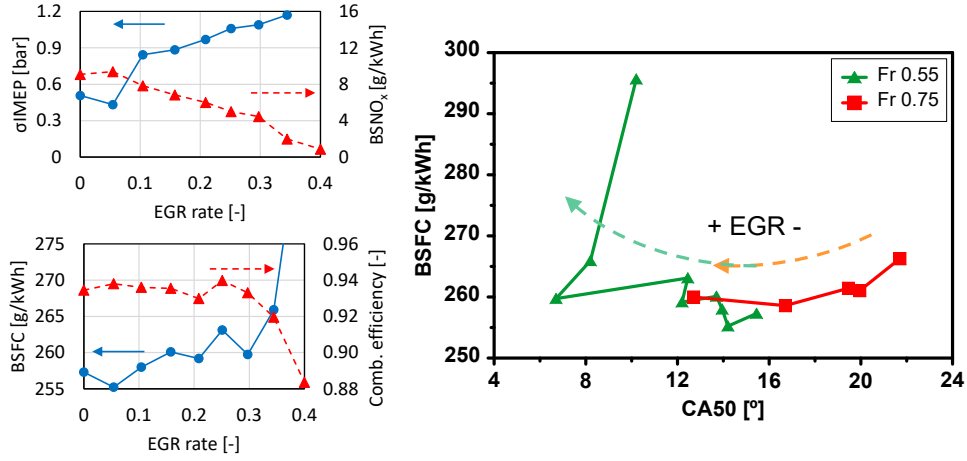 1.2
0.9
0.6
0.3
0
16
12
8
4
0
σIMEP [bar]
BSNOx [g/kWh]
0 0.1 0.2 0.3 0.4
EGR rate [-]
275
270
265
260
255
0.96
0.94
0.92
0.90
0.88
BSFC [g/kWh]
Comb. efficiency [-]
0 0.1 0.2 0.3 0.4
EGR rate [-]
300
290
280
270
260
250
BSFC [g/kWh]
Fr 0.55
Fr 0.75
+ EGR -
4 8 12 16 20 24
CA50 [º]